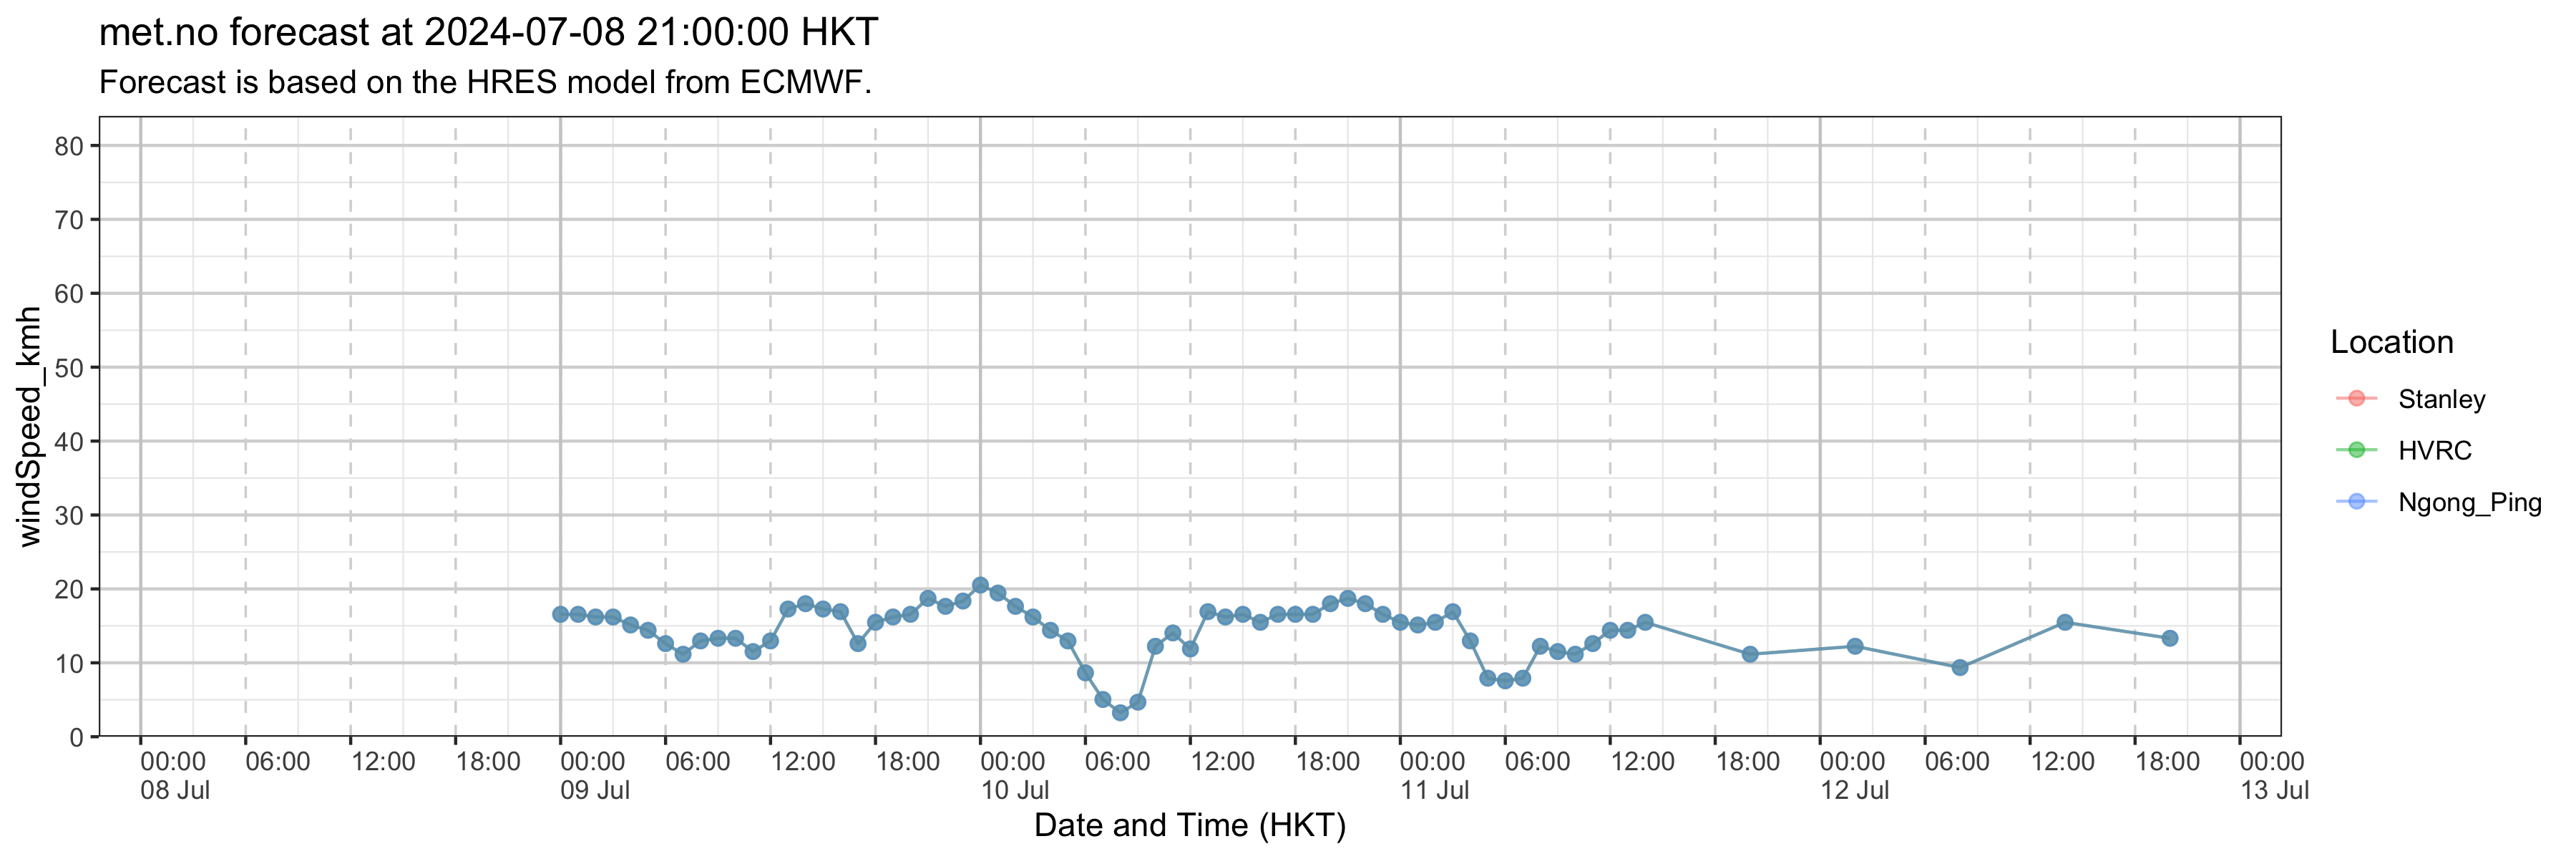 met.no forecast at 2024-07-08 21:00:00 HKT
Forecast is based on the HRES model from ECMWF.
windSpeed_kmh
80
70
60
50
40
30
20
10
0
00:00 06:00 12:00 18:00 00:00 06:00 12:00 18:00 00:00 06:00 12:00 18:00 00:00 06:00 12:00 18:00 00:00 06:00 12:00 18:00 00:00
08 Jul 09 Jul 10 Jul 11 Jul 12 Jul 13 Jul
Date and Time (HKT)
Location
Stanley
HVRC
Ngong_Ping